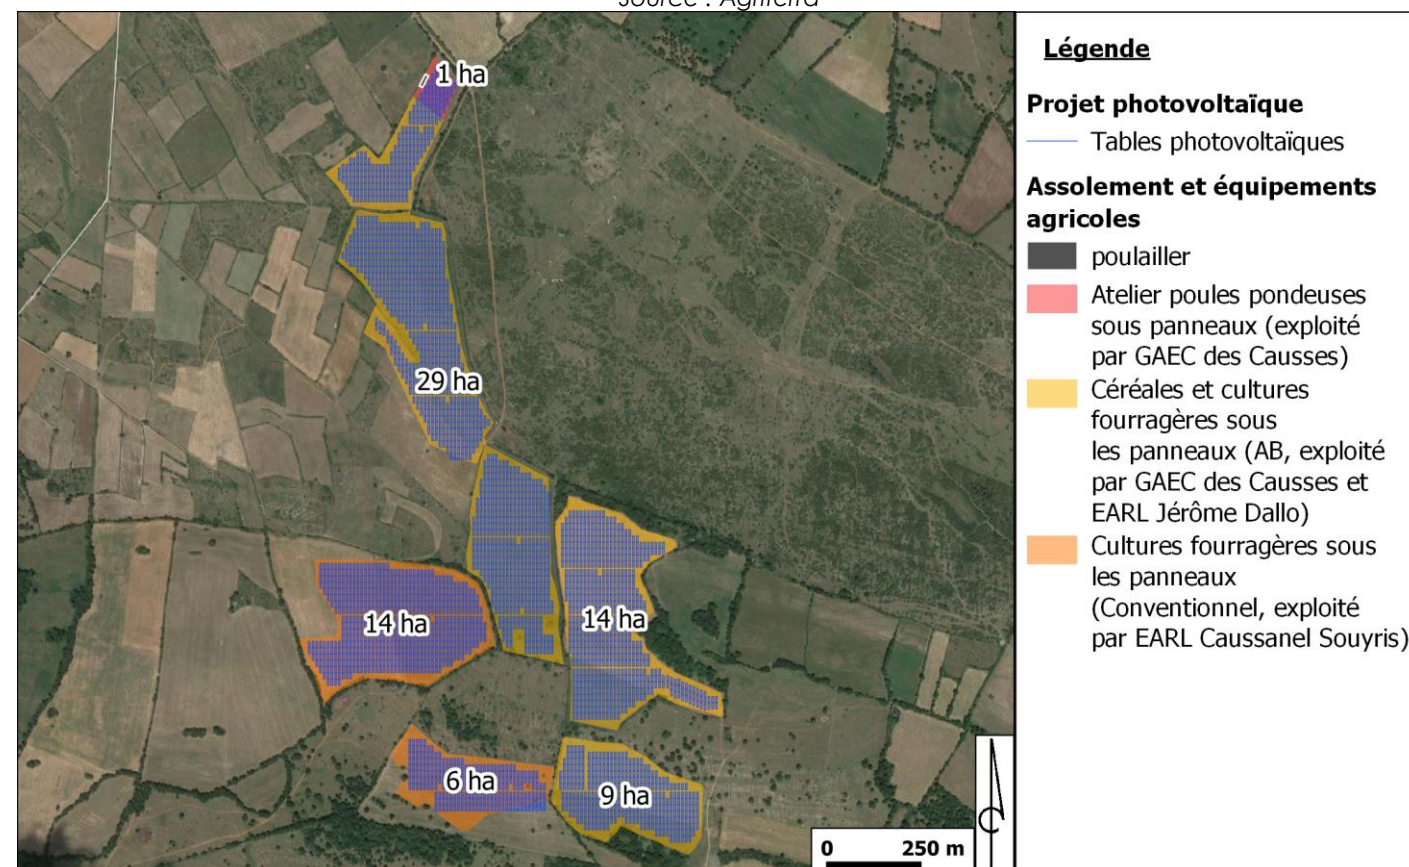 Source : Agriterra
1 ha
29 ha
14 ha
14 ha
6 ha
9 ha
0 250 m
Légende
Projet photovoltaïque
Tables photovoltaïques
Assolement et équipements
agricoles
poulailler
Atelier poules pondeuses
sous panneaux (exploité
par GAEC des Causses)
Céréales et cultures
fourragères sous
les panneaux (AB, exploité
par GAEC des Causses et
EARL Jérôme Dallo)
Cultures fourragères sous
les panneaux
(Conventionnel, exploité
par EARL Caussanel Souyris)